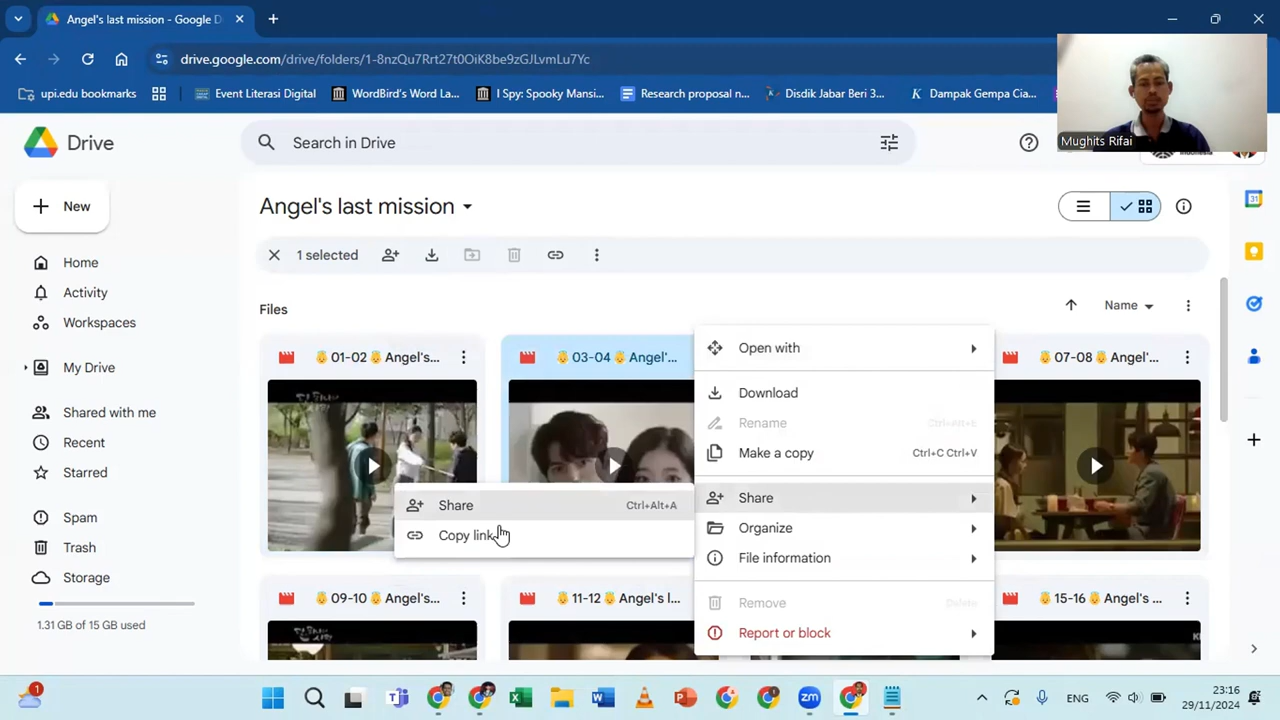 Angel's last mission - Google D
drive.google.com/drive/folders/1-8nzQu7Rrt27t0OiK8be9zGJLvmLu7Yc
upi.edu bookmarks
Event Literasi Digital
WordBird's Word La...
I Spy: Spooky Mansi...
Research proposal n...
Disdik Jabar Beri 3...
Dampak Gempa Cia...
Mughits Rifai
Drive
Search in Drive
New
Home
Activity
Workspaces
My Drive
Shared with me
Recent
Starred
Spam
Trash
Storage
1.31 GB of 15 GB used
Angel's last mission
1 selected
Files
Name
01-02 Angel's...
03-04 Angel'...
07-08 Angel'...
09-10 Angel's...
11-12 Angel's l...
15-16 Angel's ...
Open with
Download
Rename Ctrl+Alt+E
Make a copy Ctrl+C Ctrl+V
Share
Organize
File information
Remove Delete
Report or block
Share Ctrl+Alt+A
Copy link
31
1
ENG
23:16
29/11/2024